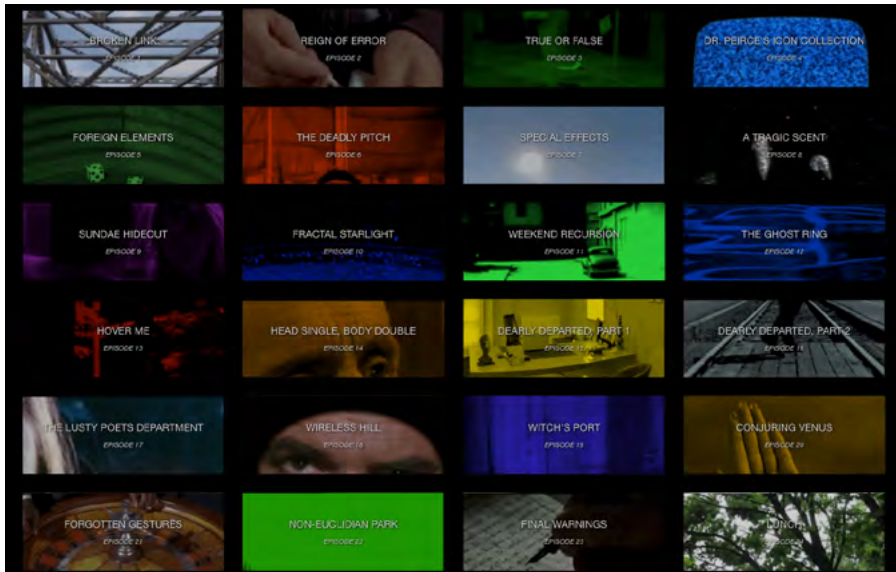 BROKEN LINK
EPISODE 1
REIGN OF ERROR
EPISODE 2
TRUE OR FALSE
EPISODE 3
DR. PEIRCE'S ICON COLLECTION
EPISODE 4
FOREIGN ELEMENTS
EPISODE 5
THE DEADLY PITCH
EPISODE 6
SPECIAL EFFECTS
EPISODE 7
A TRAGIC SCENT
EPISODE 8
SUNDAE HIDEOUT
EPISODE 9
FRACTAL STARLIGHT
EPISODE 10
WEEKEND RECURSION
EPISODE 11
THE GHOST RING
EPISODE 12
HOVER ME
EPISODE 13
HEAD SINGLE, BODY DOUBLE
EPISODE 14
DEARLY DEPARTED, PART 1
EPISODE 15
DEARLY DEPARTED, PART 2
EPISODE 16
THE LUSTY POETS DEPARTMENT
EPISODE 17
WIRELESS HILL
EPISODE 18
WITCH'S PORT
EPISODE 19
CONJURING VENUS
EPISODE 20
FORGOTTEN GESTURES
EPISODE 21
NON-EUCLIDIAN PARK
EPISODE 22
FINAL WARNINGS
EPISODE 23
LUNCH
EPISODE 24